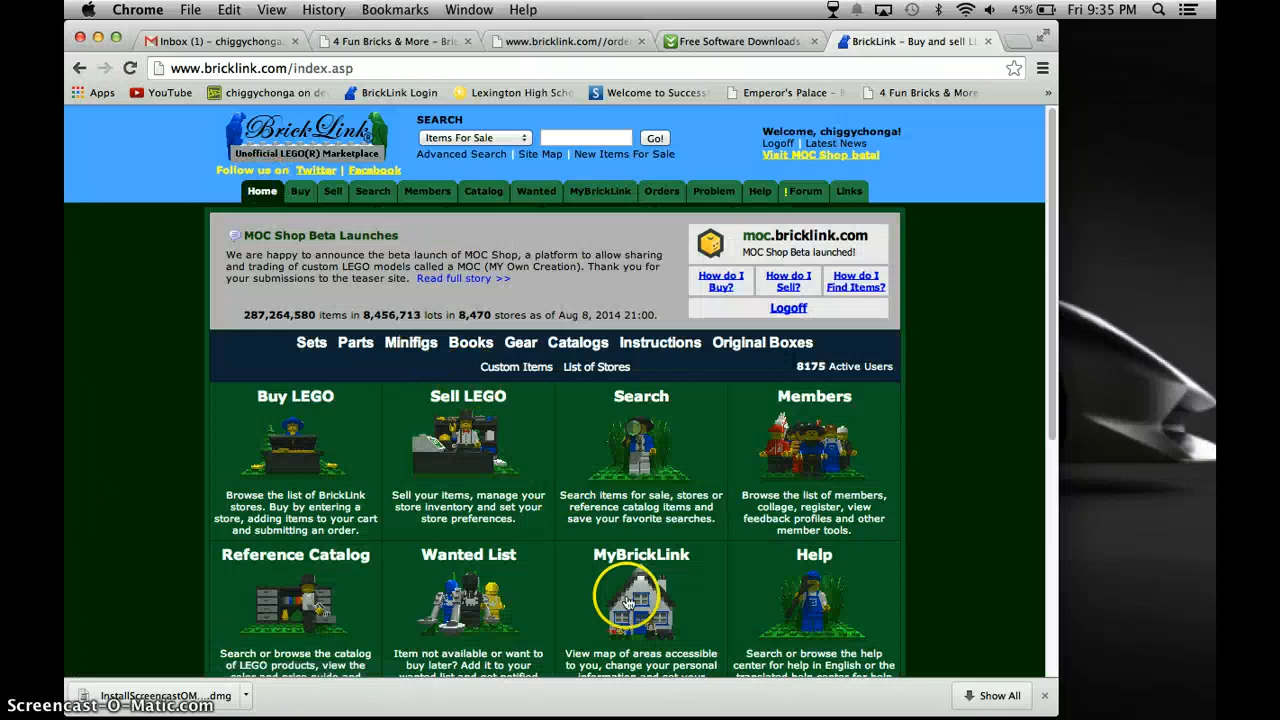 Chrome File Edit View History Bookmarks Window Help 45% Fri 9:35 PM
Inbox (1) – chiggychonga 4 Fun Bricks & More – Brick www.bricklink.com//orde Free Software Downloads BrickLink – Buy and sell L
www.bricklink.com/index.asp
Apps YouTube chiggychonga on de BrickLink Login Lexington High Scho Welcome to Success Emperor's Palace – 4 Fun Bricks & More
BrickLink
Unofficial LEGO(R) Marketplace
Follow us on Twitter | Facebook
SEARCH
Items For Sale Go!
Advanced Search | Site Map | New Items For Sale
Welcome, chiggychonga!
Logoff | Latest News
Visit MOC Shop beta!
Home Buy Sell Search Members Catalog Wanted MyBrickLink Orders Problem Help ! Forum Links
MOC Shop Beta Launches
We are happy to announce the beta launch of MOC Shop, a platform to allow sharing
and trading of custom LEGO models called a MOC (MY Own Creation). Thank you for
your submissions to the teaser site. Read full story >>
287,264,580 items in 8,456,713 lots in 8,470 stores as of Aug 8, 2014 21:00.
moc.bricklink.com
MOC Shop Beta launched!
How do I Buy? How do I Sell? How do I Find Items?
Logoff
Sets Parts Minifigs Books Gear Catalogs Instructions Original Boxes
Custom Items List of Stores 8175 Active Users
Buy LEGO
Browse the list of BrickLink
stores. Buy by entering a
store, adding items to your cart
and submitting an order.
Sell LEGO
Sell your items, manage your
store inventory and set your
store preferences.
Search
Search items for sale, stores or
reference catalog items and
save your favorite searches.
Members
Browse the list of members,
collage, register, view
feedback profiles and other
member tools.
Reference Catalog
Search or browse the catalog
of LEGO products, view the
color and price guide and
Wanted List
Item not available or want to
buy later? Add it to your
wanted list and get notified
MyBrickLink
View map of areas accessible
to you, change your personal
information and set your
Help
Search or browse the help
center for help in English or the
translated help center for help
InstallScreencastOM....dmg Show All
Screencast-O-Matic.com